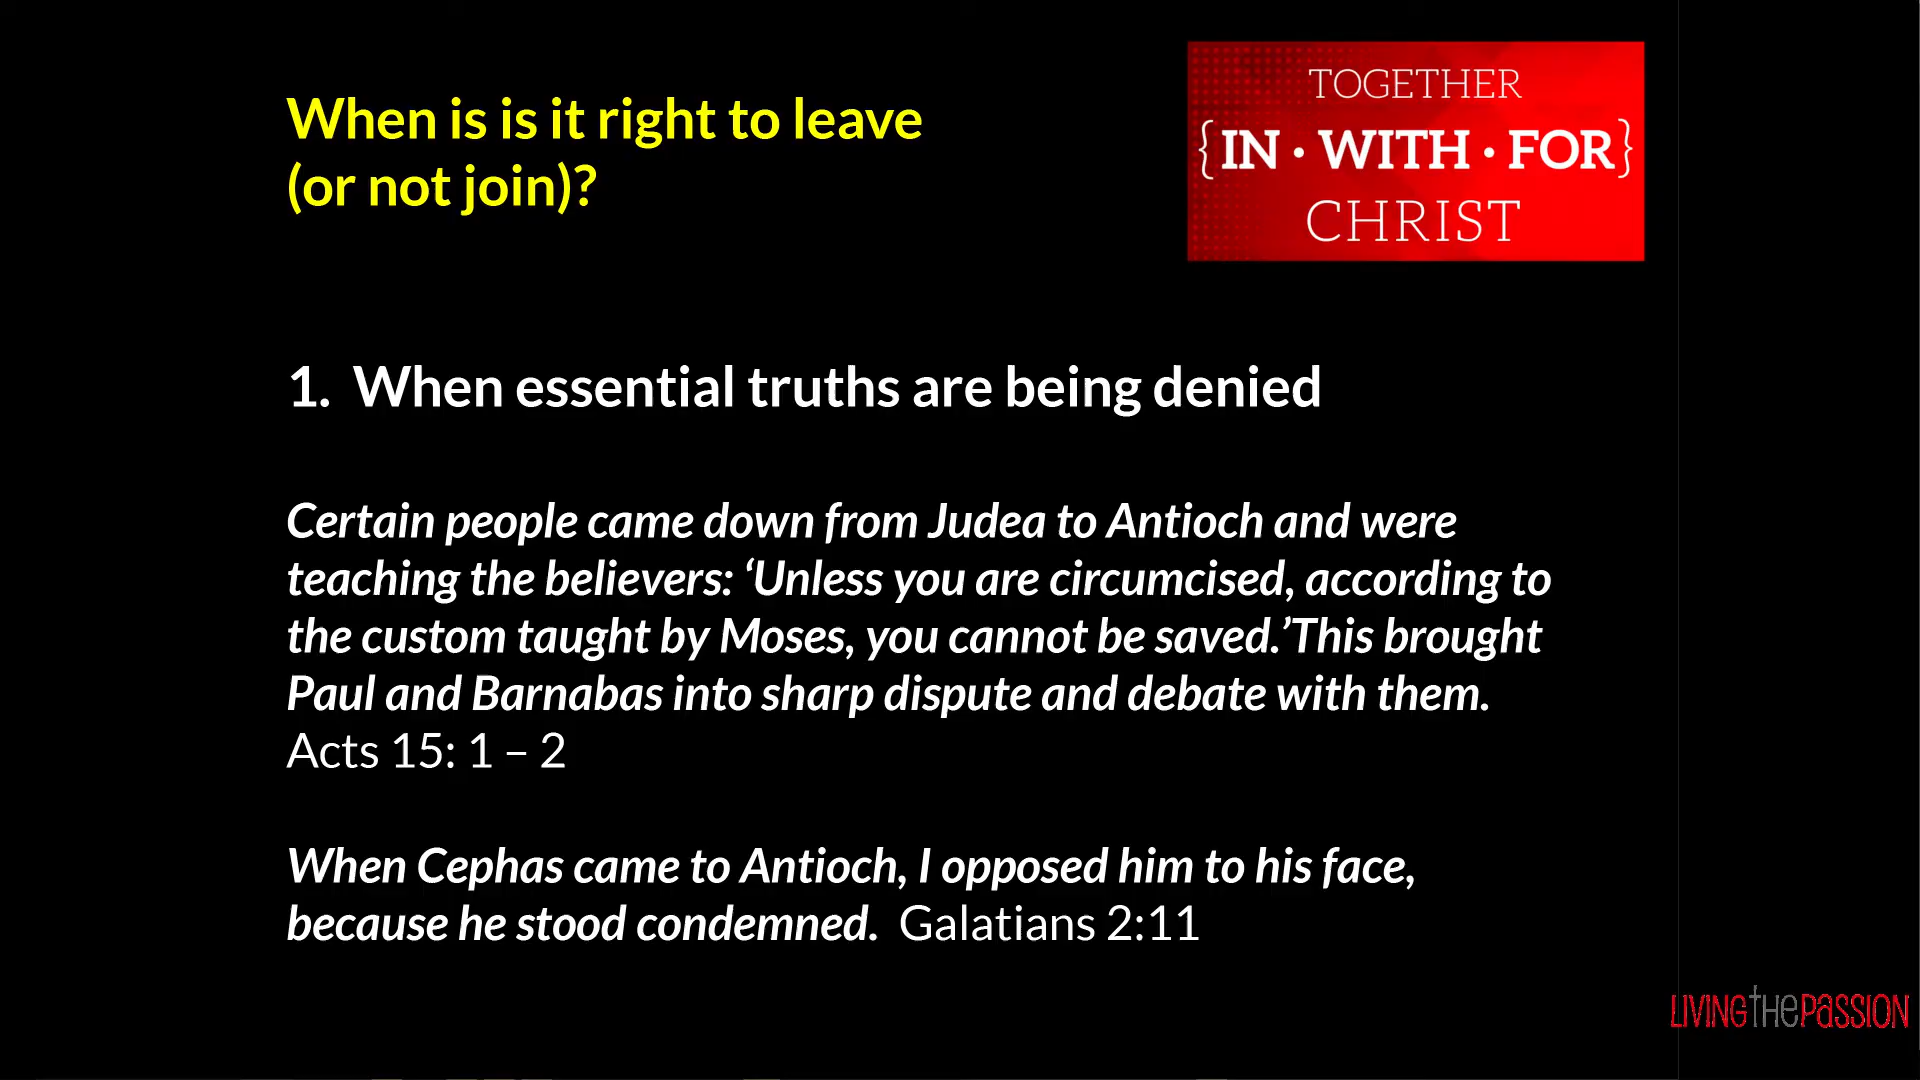 When is is it right to leave
(or not join)?
TOGETHER
{IN · WITH · FOR}
CHRIST
1. When essential truths are being denied
Certain people came down from Judea to Antioch and were
teaching the believers: ‘Unless you are circumcised, according to
the custom taught by Moses, you cannot be saved.’This brought
Paul and Barnabas into sharp dispute and debate with them.
Acts 15: 1 – 2
When Cephas came to Antioch, I opposed him to his face,
because he stood condemned. Galatians 2:11
LIVINGthePaSSION